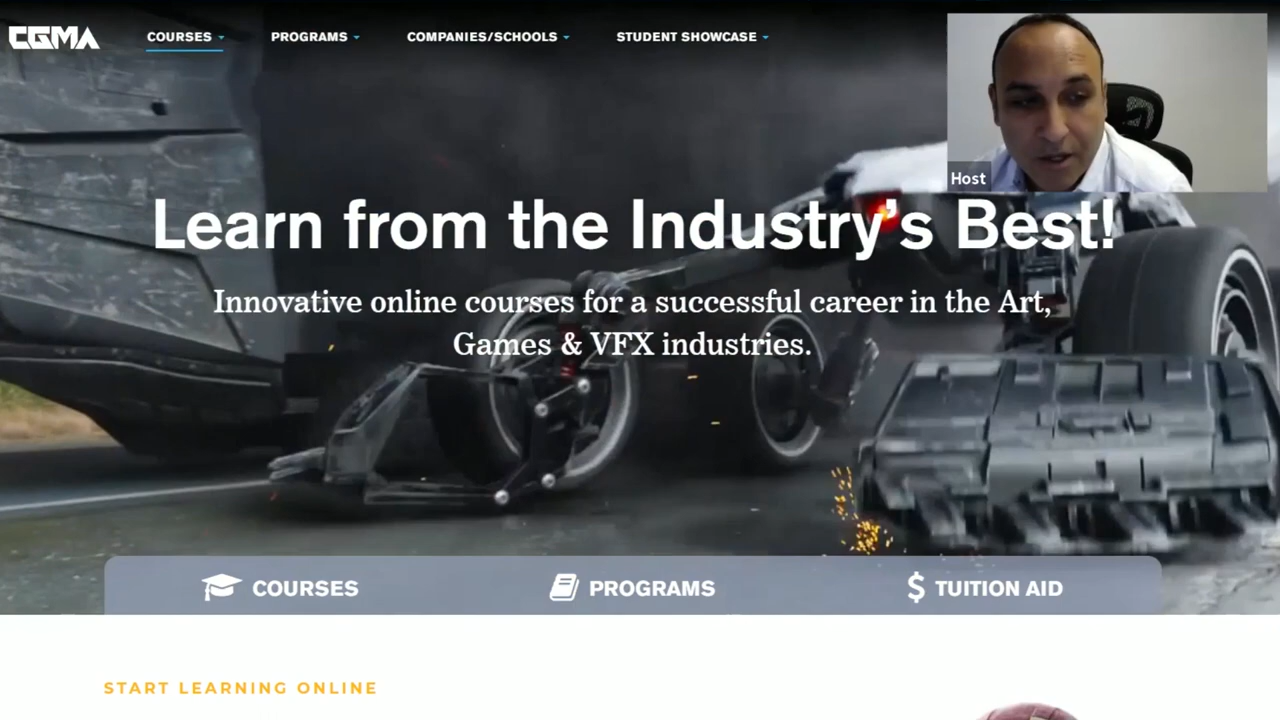 CGMA
COURSES
PROGRAMS
COMPANIES/SCHOOLS
STUDENT SHOWCASE
Host
Learn from the Industry's Best!
Innovative online courses for a successful career in the Art,
Games & VFX industries.
COURSES
PROGRAMS
$ TUITION AID
START LEARNING ONLINE